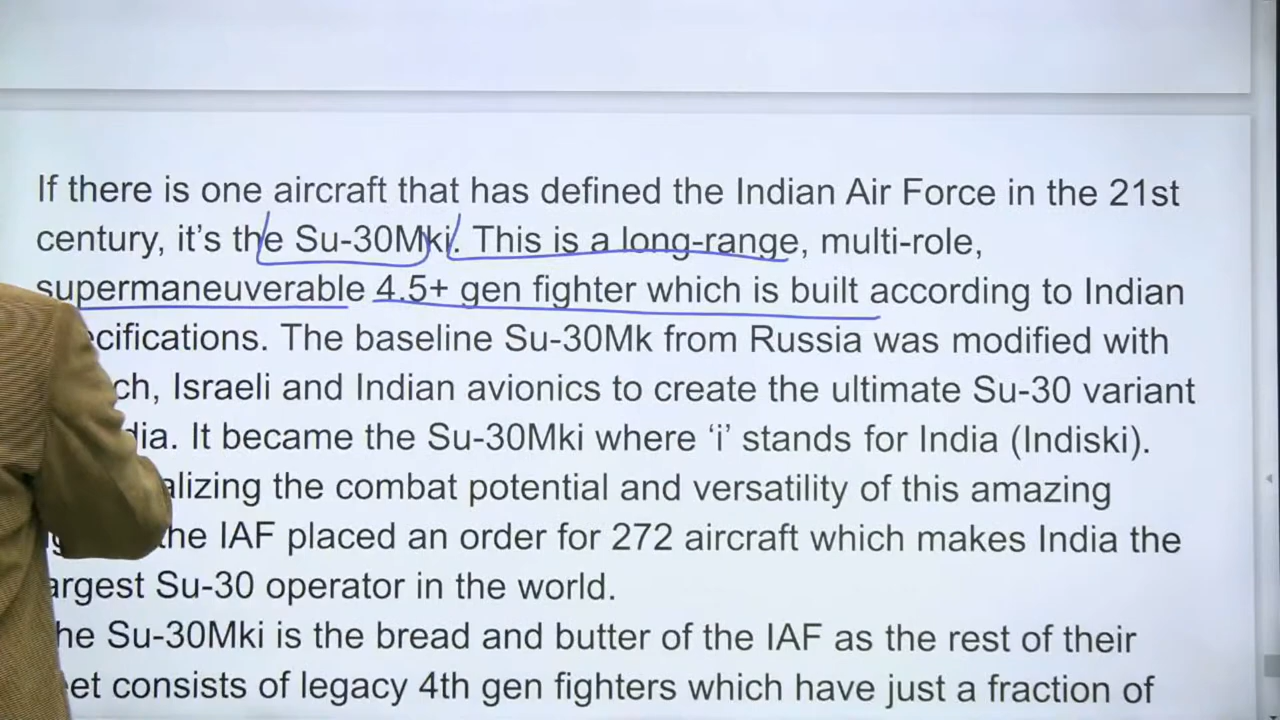 If there is one aircraft that has defined the Indian Air Force in the 21st
century, it's the Su-30Mki. This is a long-range, multi-role,
supermaneuverable 4.5+ gen fighter which is built according to Indian
ecifications. The baseline Su-30Mk from Russia was modified with
ch, Israeli and Indian avionics to create the ultimate Su-30 variant
dia. It became the Su-30Mki where ‘i’ stands for India (Indiski).
alizing the combat potential and versatility of this amazing
the IAF placed an order for 272 aircraft which makes India the
argest Su-30 operator in the world.
he Su-30Mki is the bread and butter of the IAF as the rest of their
eet consists of legacy 4th gen fighters which have just a fraction of